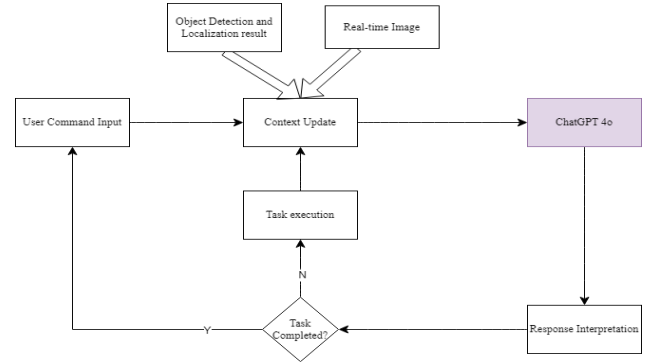 Object Detection and
Localization result
Real-time Image
User Command Input
Context Update
ChatGPT 4o
Task execution
N
Task
Completed?
Y
Response Interpretation